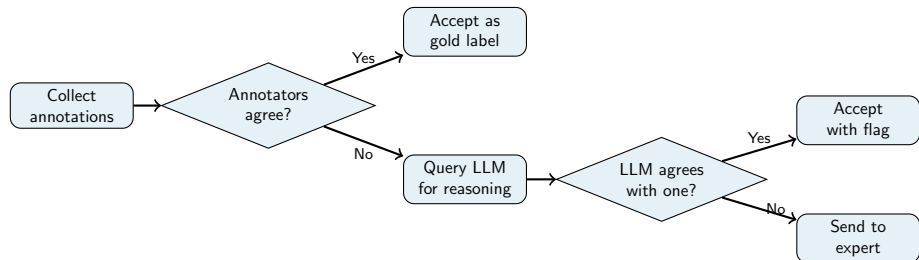 Collect
annotations
Annotators
agree?
Yes
Accept as
gold label
No
Query LLM
for reasoning
LLM agrees
with one?
Yes
Accept
with flag
No
Send to
expert